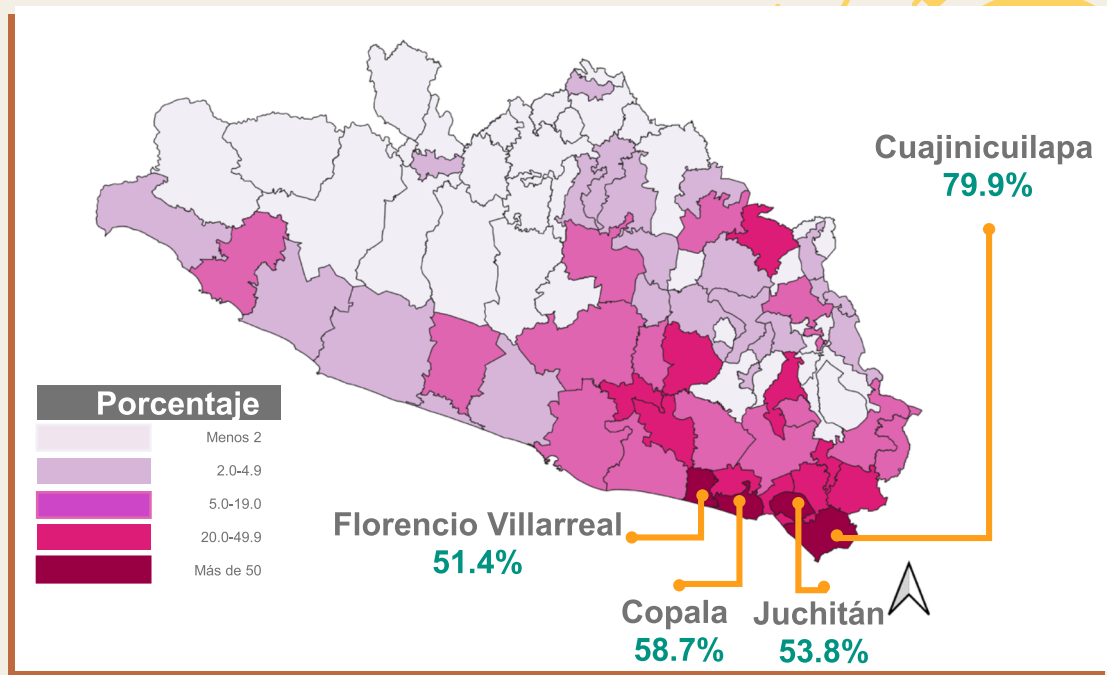 Cuajinicuilapa
79.9%
Porcentaje
Menos 2
2.0-4.9
5.0-19.0
20.0-49.9
Más de 50
Florencio Villarreal
51.4%
Copala
58.7%
Juchitán
53.8%